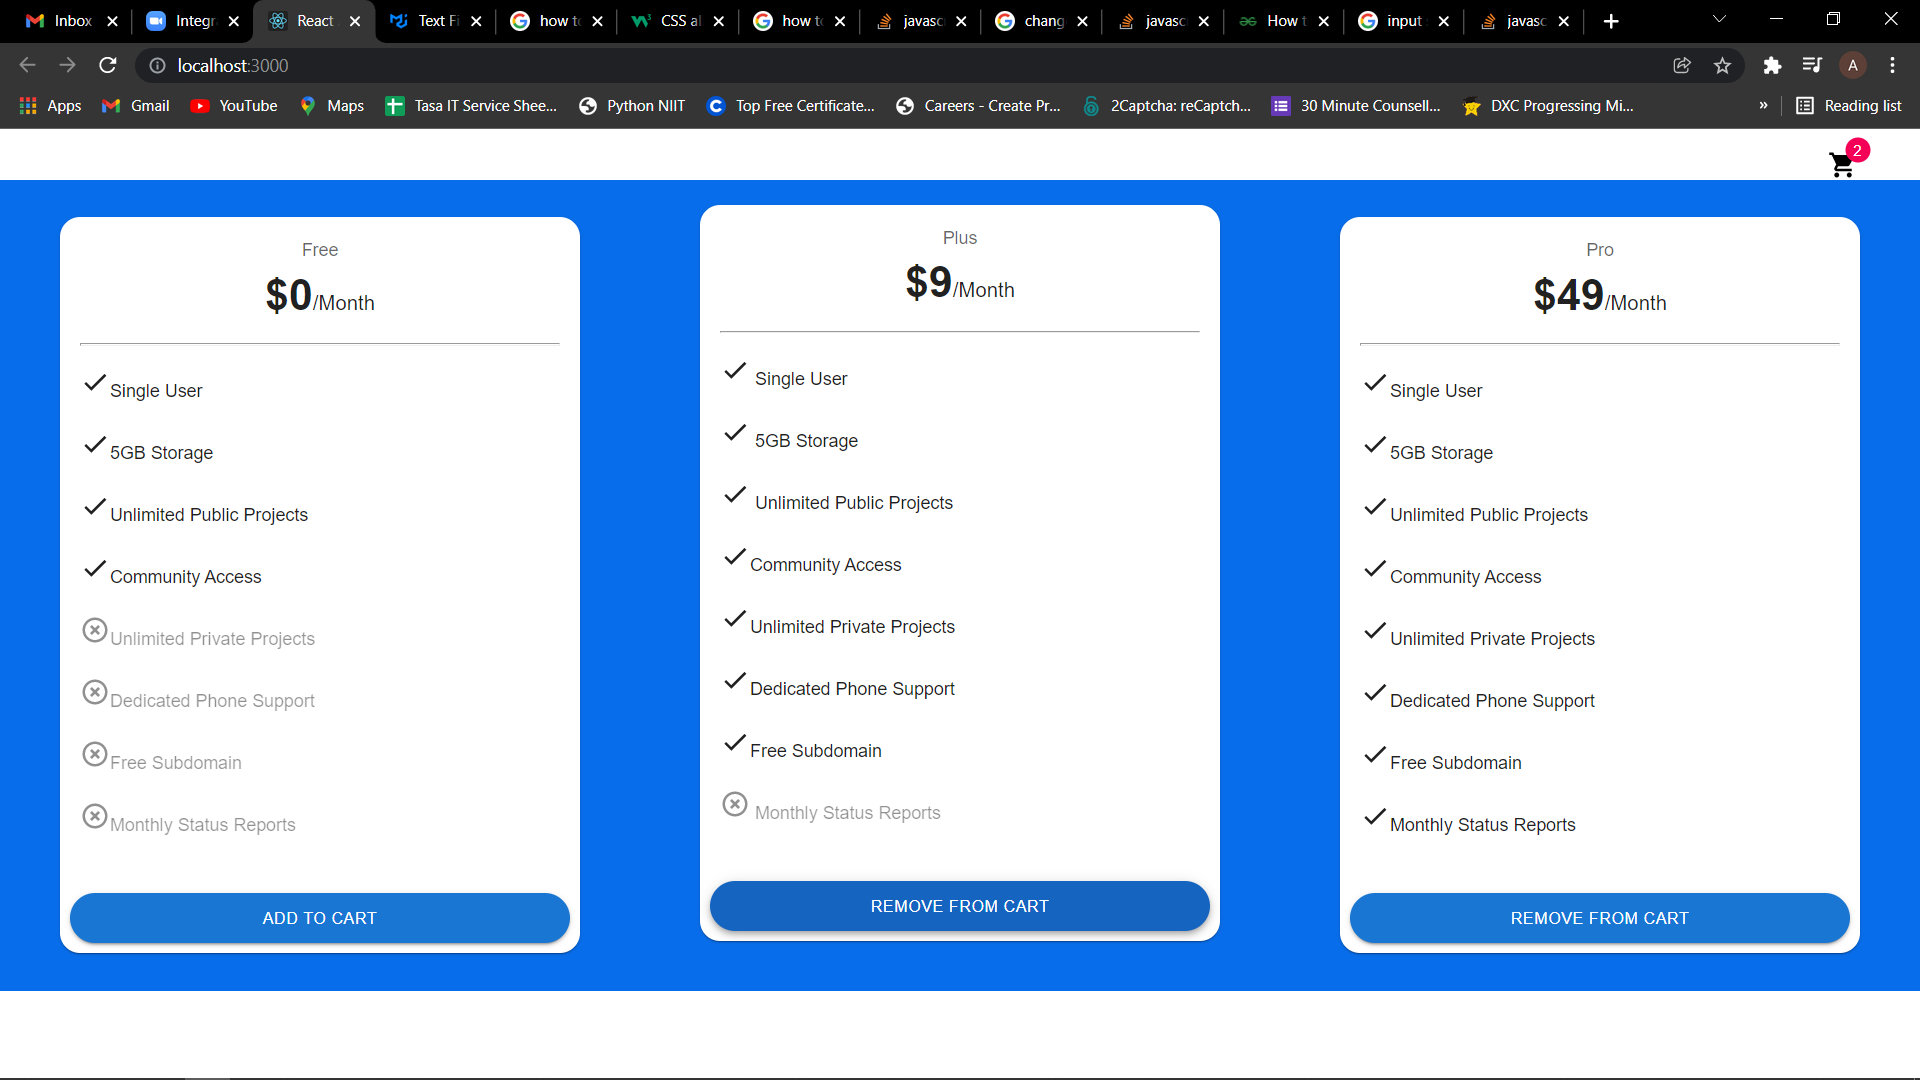 Inbox
Integr
React
Text Fi
how to
CSS al
how to
javasc
chang
javasc
How t
input
javasc
localhost:3000
A
Apps
Gmail
YouTube
Maps
Tasa IT Service Shee...
Python NIIT
Top Free Certificate...
Careers - Create Pr...
2Captcha: reCaptch...
30 Minute Counsell...
DXC Progressing Mi...
»
Reading list
2
Free
$0/Month
Single User
5GB Storage
Unlimited Public Projects
Community Access
Unlimited Private Projects
Dedicated Phone Support
Free Subdomain
Monthly Status Reports
ADD TO CART
Plus
$9/Month
Single User
5GB Storage
Unlimited Public Projects
Community Access
Unlimited Private Projects
Dedicated Phone Support
Free Subdomain
Monthly Status Reports
REMOVE FROM CART
Pro
$49/Month
Single User
5GB Storage
Unlimited Public Projects
Community Access
Unlimited Private Projects
Dedicated Phone Support
Free Subdomain
Monthly Status Reports
REMOVE FROM CART